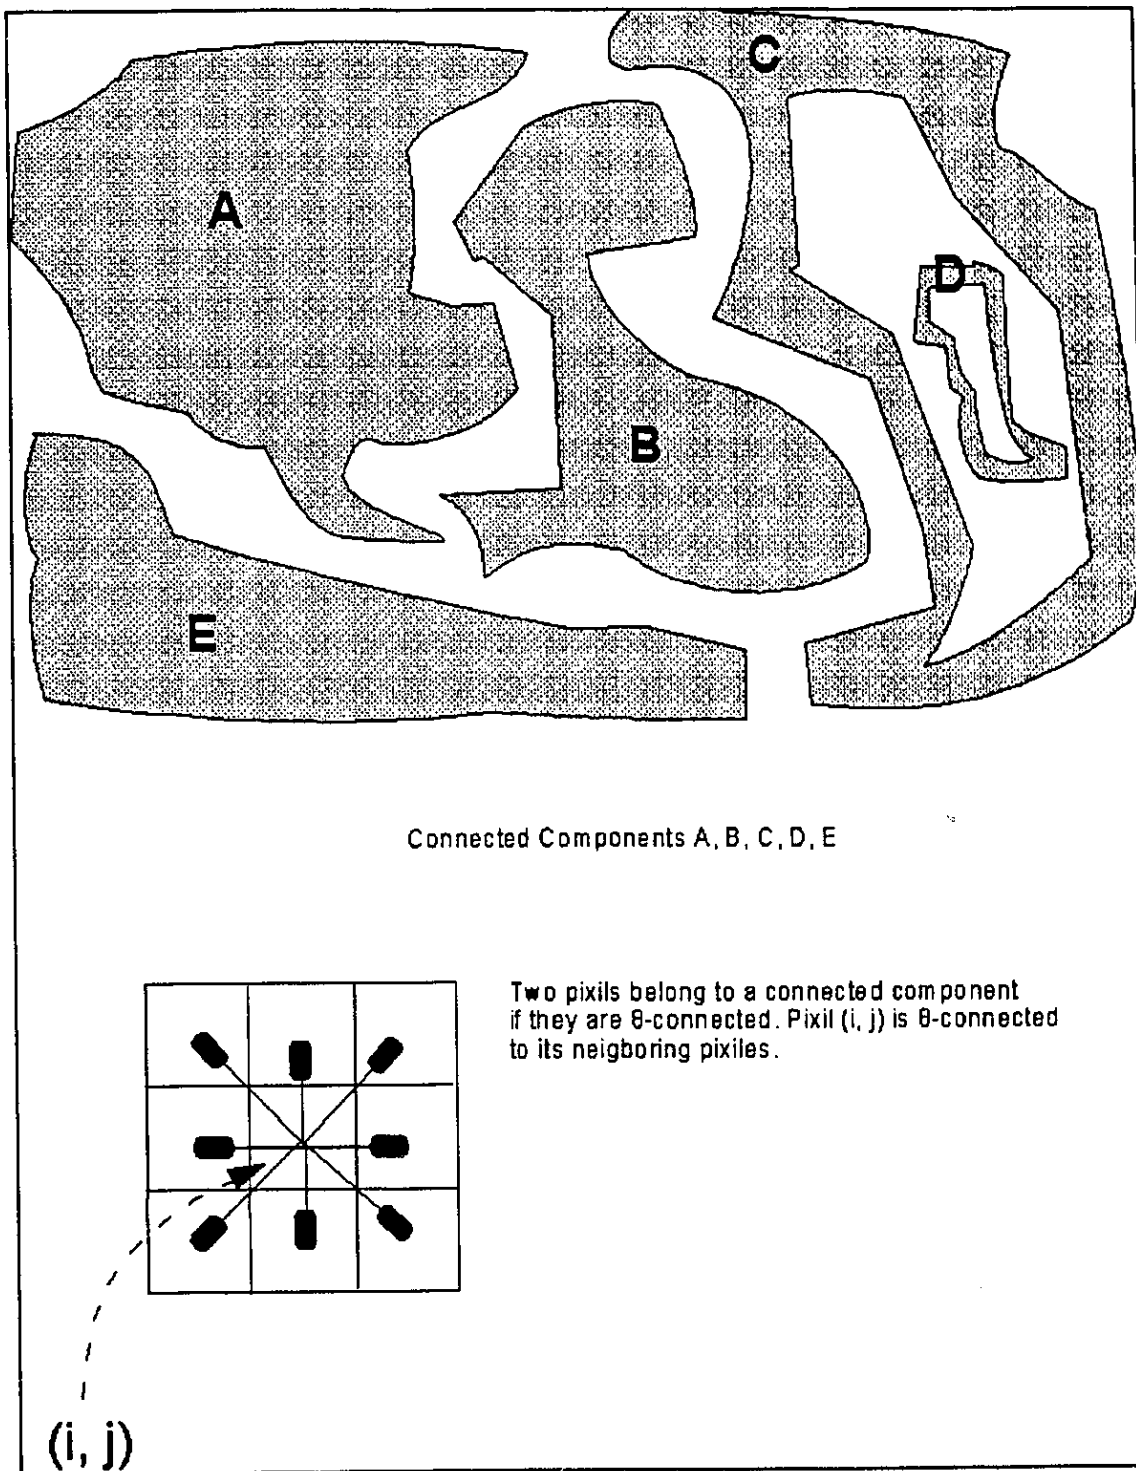 C
A
D
B
E
Connected Components A, B, C, D, E
Two pixils belong to a connected component
if they are 8-connected. Pixil (i, j) is 8-connected
to its neigboring pixiles.
(i, j)